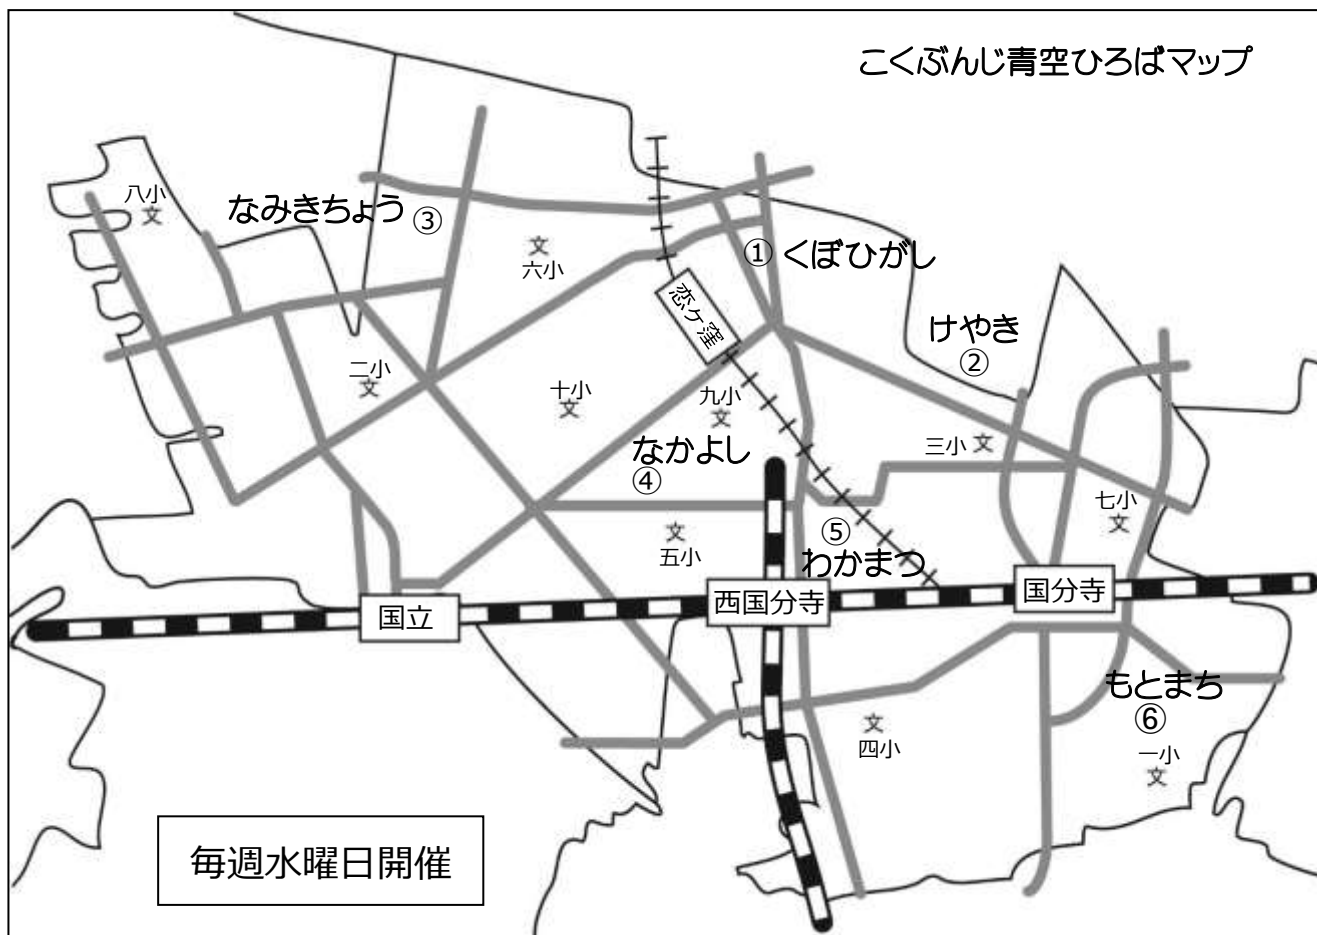 こくぶんじ青空ひろばマップ
八小
文
なみきちょう
③
文
六小
①くぼひがし
恋ヶ窪
けやき
②
二小
文
十小
文
九小
文
なかよし
④
三小 文
七小
文
⑤
わかまつ
文
五小
国立
西国分寺
国分寺
もとまち
⑥
文
四小
一小
文
毎週水曜日開催